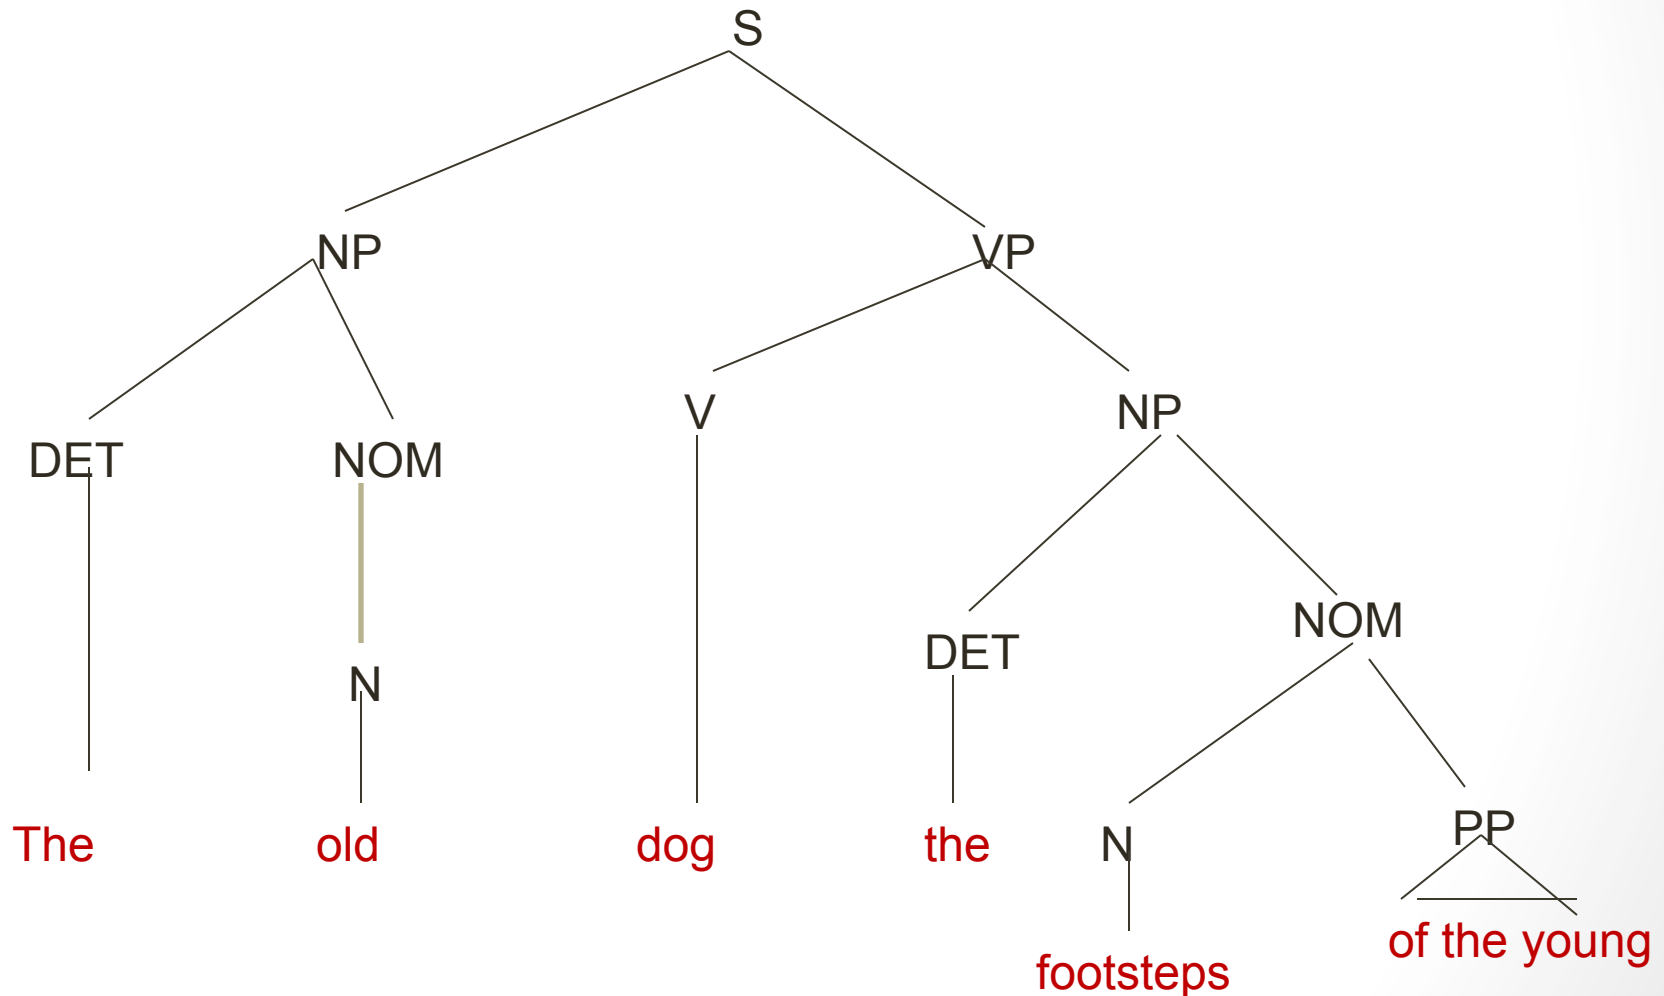 S
NP VP
V NP
DET NOM
NOM
DET
N
The old dog the N PP
of the young
footsteps